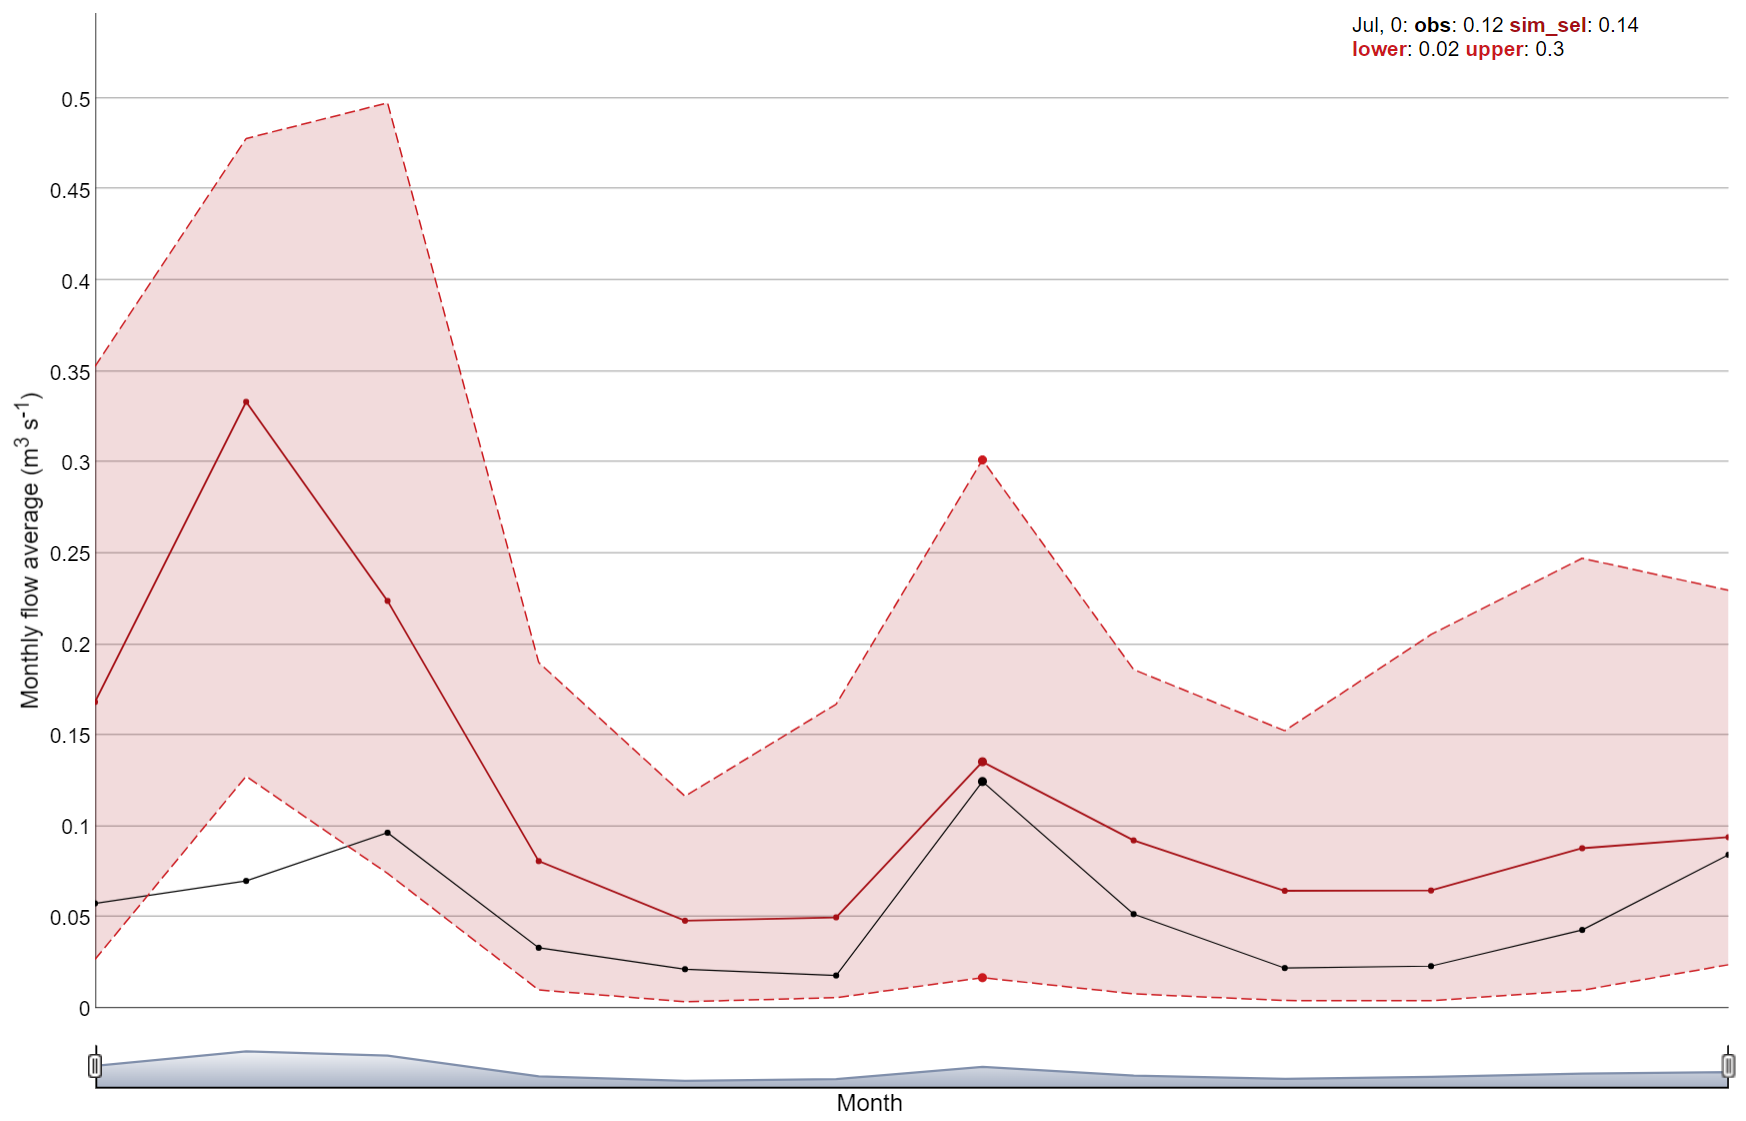 Jul, 0: obs: 0.12 sim_sel: 0.14
lower: 0.02 upper: 0.3
0.5
0.45
0.4
0.35
0.3
0.25
0.2
0.15
0.1
0.05
0
Monthly flow average (m³ s⁻¹)
Month